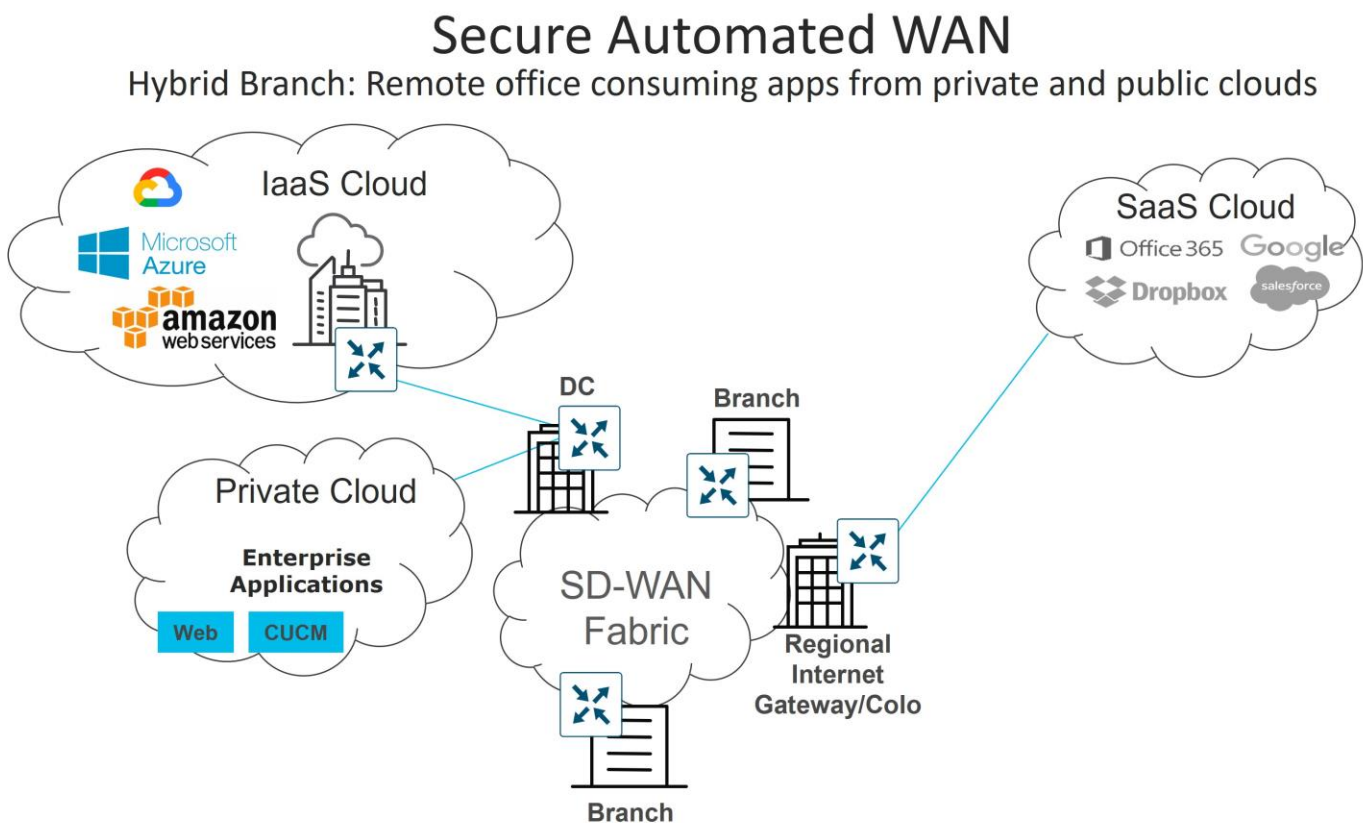 Secure Automated WAN
Hybrid Branch: Remote office consuming apps from private and public clouds
IaaS Cloud
Microsoft
Azure
amazon
web services
SaaS Cloud
Office 365
Google
Dropbox
salesforce
DC
Branch
Private Cloud
Enterprise
Applications
Web
CUCM
SD-WAN
Fabric
Regional
Internet
Gateway/Colo
Branch